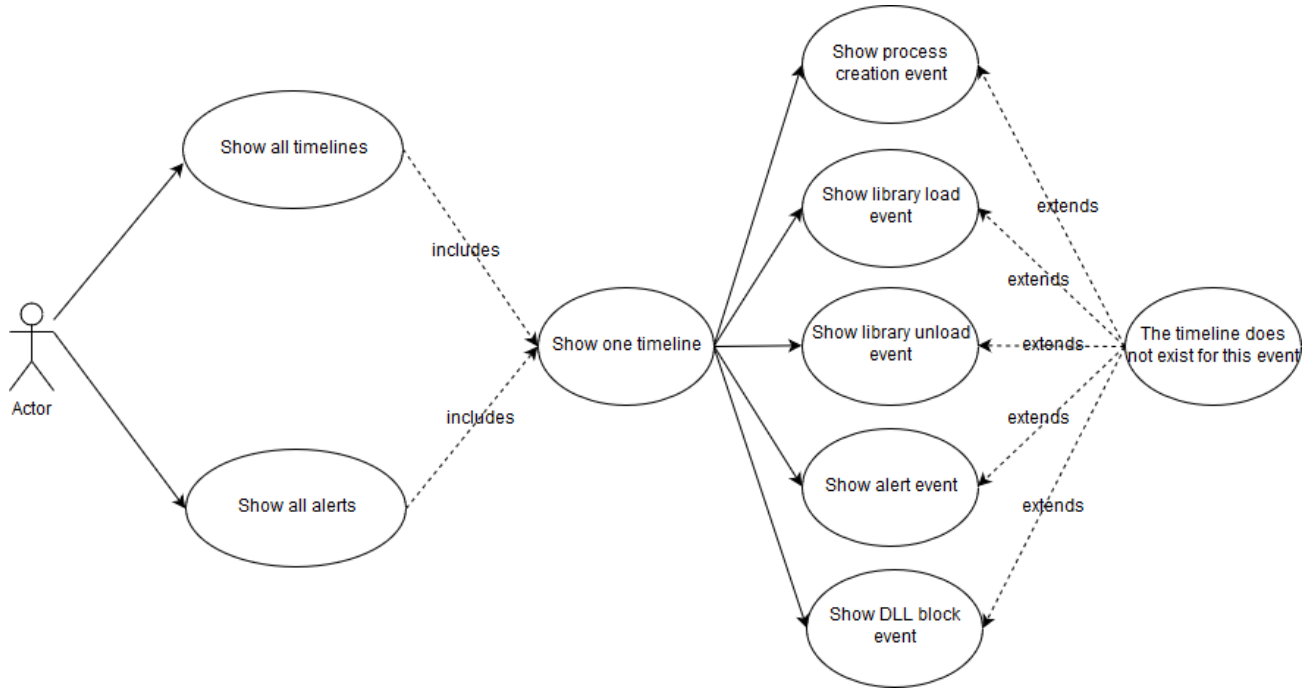 Show process
creation event
Show all timelines
Show library load
event
extends
includes
extends
Show one timeline
Show library unload
event
extends
The timeline does
not exist for this event
Actor
includes
extends
Show all alerts
Show alert event
extends
Show DLL block
event